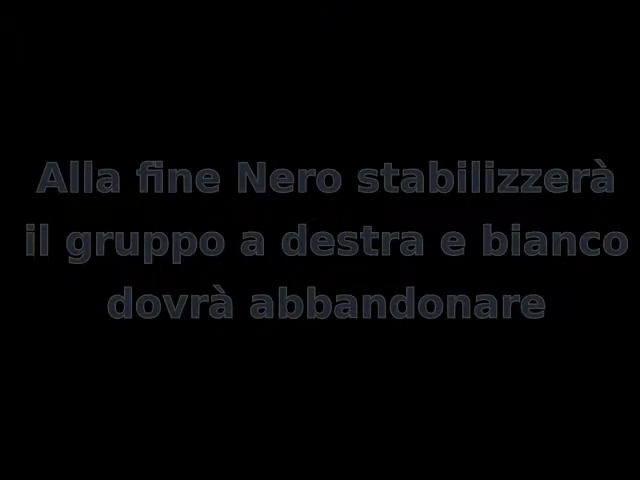 Alla fine Nero stabilizzerà
il gruppo a destra e bianco
dovrà abbandonare